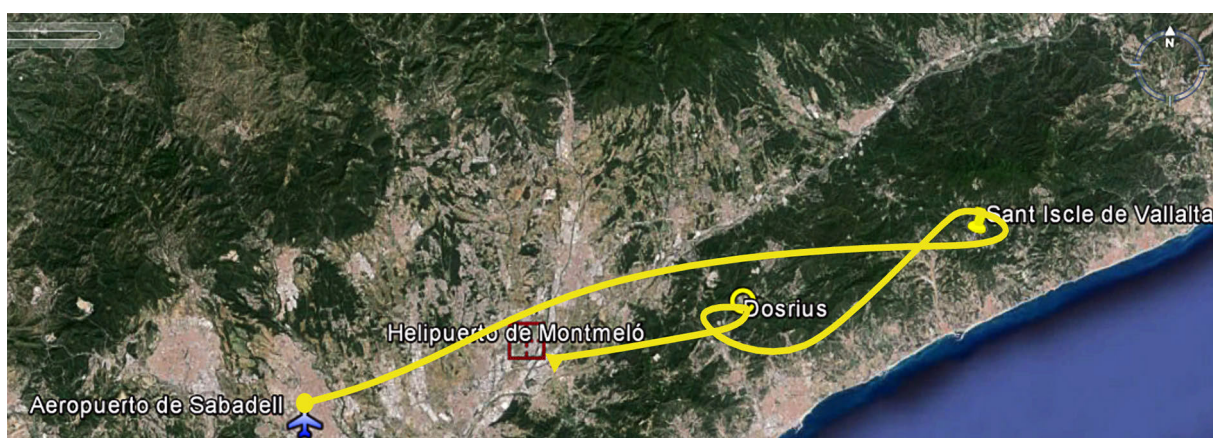 N
Sant Iscle de Vallalta
Dosrius
Helipuerto de Montmeló
Aeropuerto de Sabadell